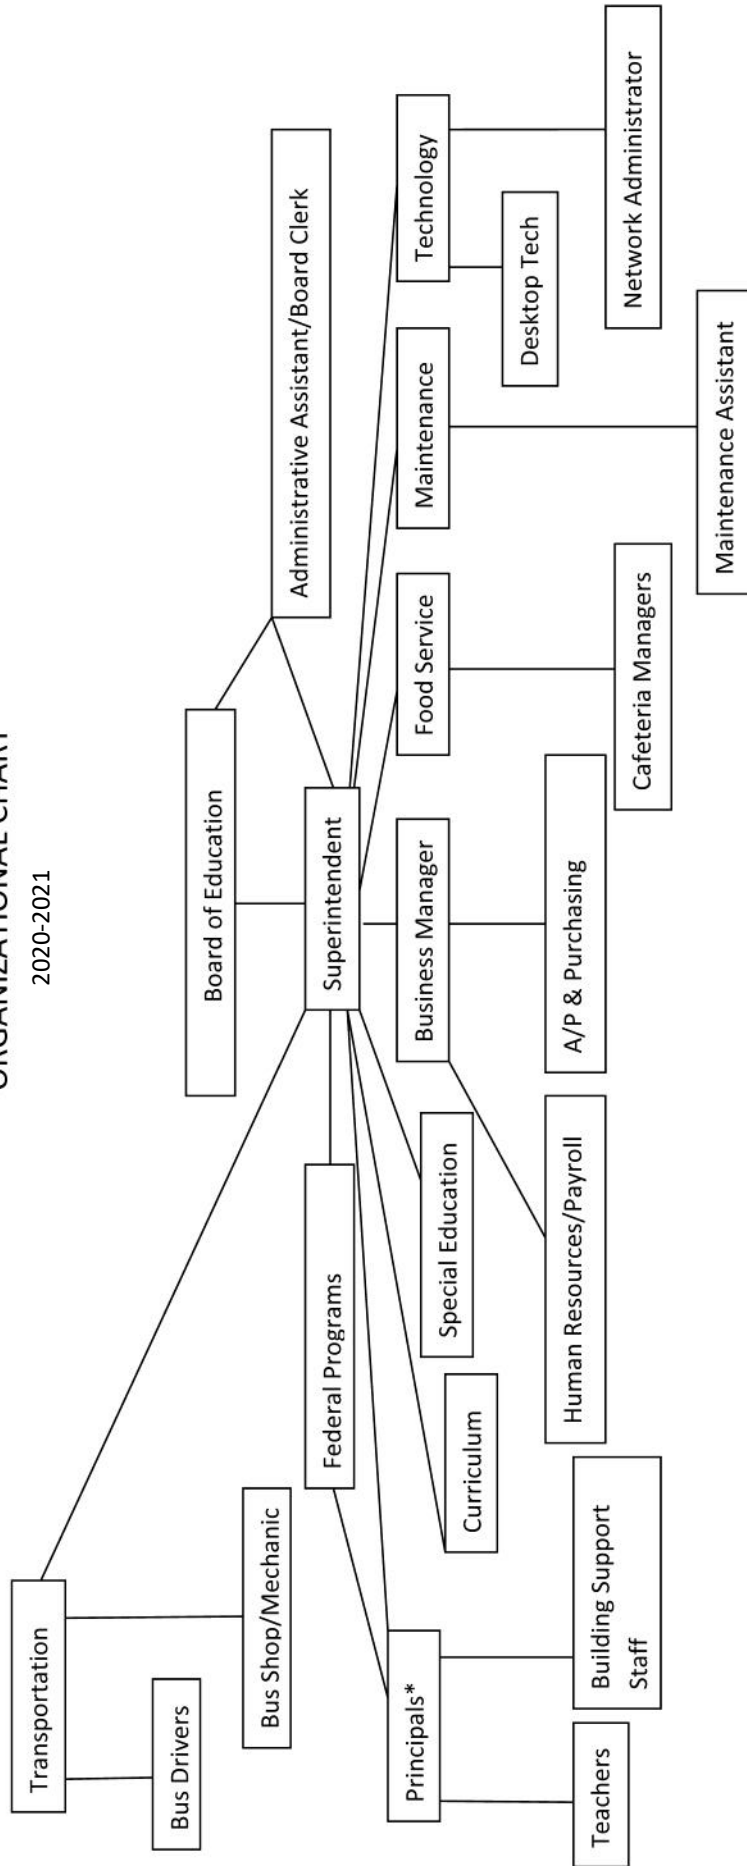 ORGANIZATIONAL CHART
2020-2021
Transportation
Bus Drivers
Bus Shop/Mechanic
Board of Education
Administrative Assistant/Board Clerk
Superintendent
Federal Programs
Principals*
Curriculum
Special Education
Business Manager
Food Service
Maintenance
Technology
Desktop Tech
Teachers
Building Support
Staff
Human Resources/Payroll
A/P & Purchasing
Cafeteria Managers
Network Administrator
Maintenance Assistant